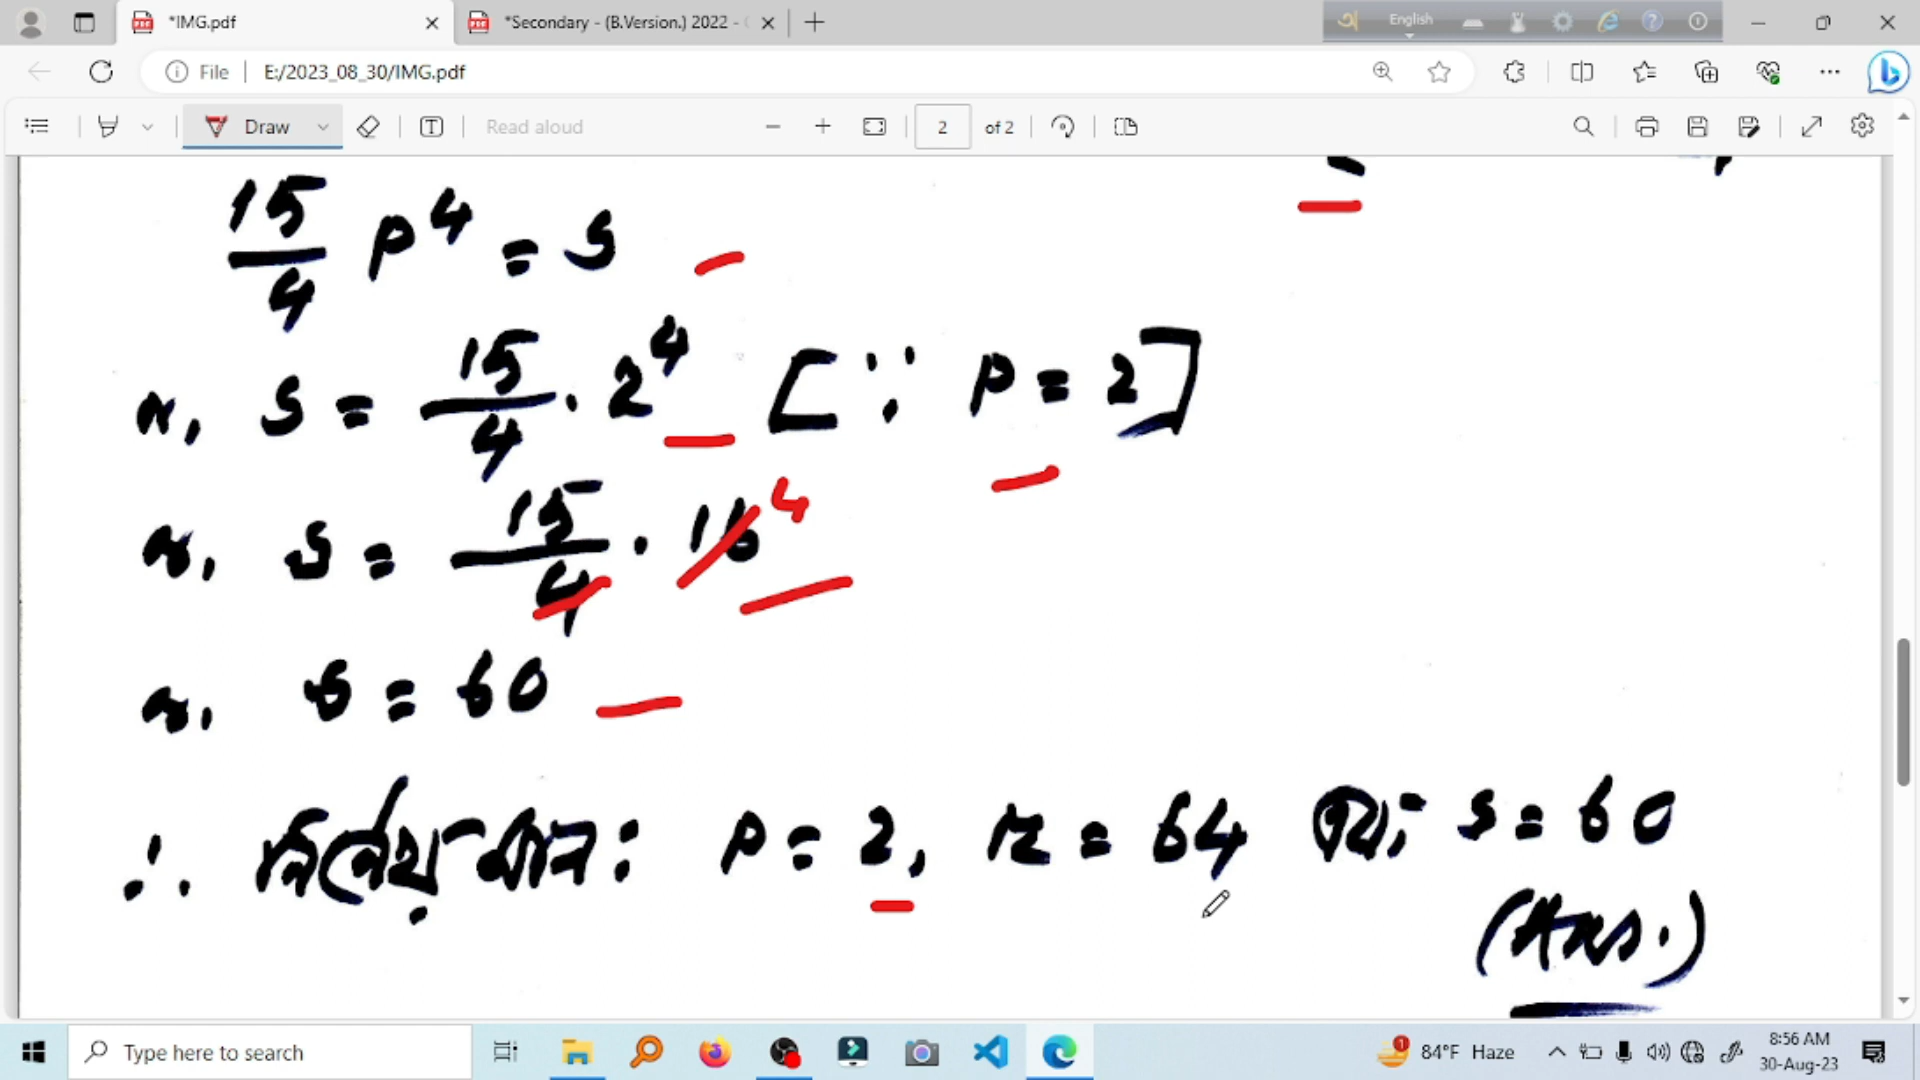 *IMG.pdf
*Secondary - (B.Version.) 2022 -
English
File
E:/2023_08_30/IMG.pdf
Draw
Read aloud
2 of 2
15/4 p⁴ = s
বা, s = 15/4 · 2⁴ [∵ p = 2]
বা, s = 15/4 · 16 4
বা, s = 60
∴ নির্ণেয় মান: p = 2, r = 64 এবং s = 60
(Ans.)
Type here to search
84°F Haze
8:56 AM
30-Aug-23